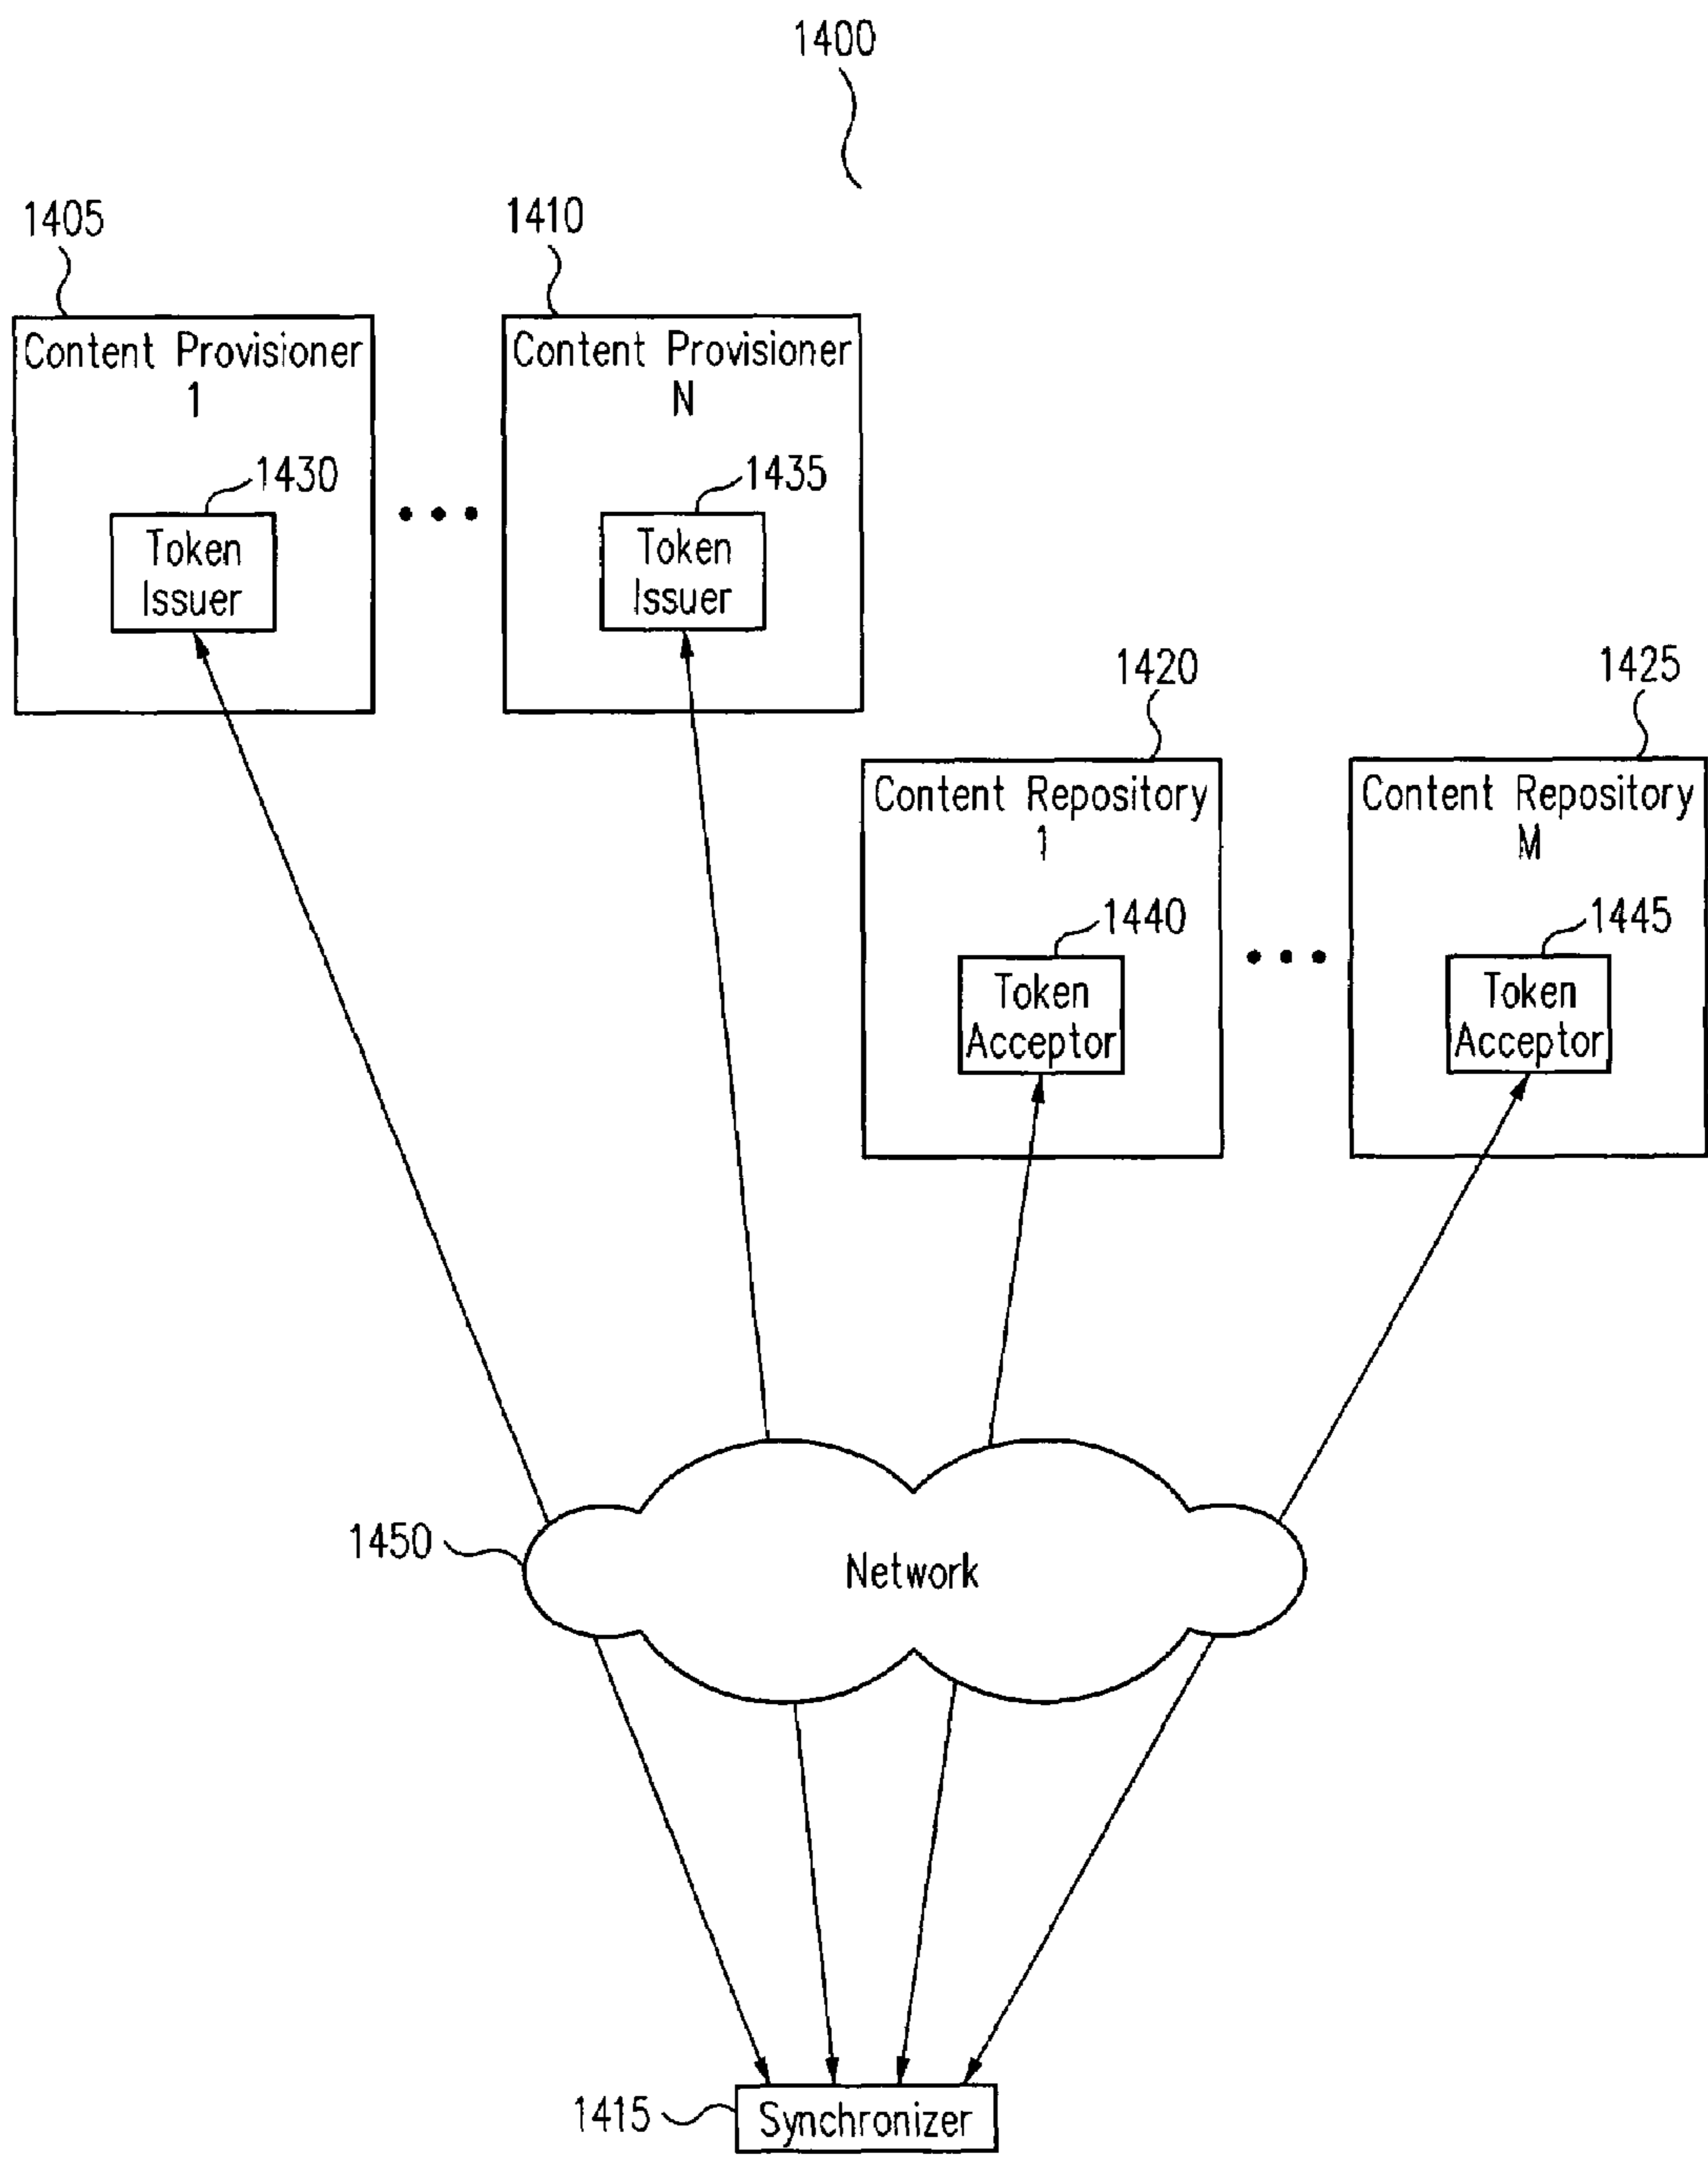 1400
1405
1410
Content Provisioner
1
1430
Token
Issuer
Content Provisioner
N
1435
Token
Issuer
1420
1425
Content Repository
1
1440
Token
Acceptor
Content Repository
M
1445
Token
Acceptor
1450
Network
1415
Synchronizer